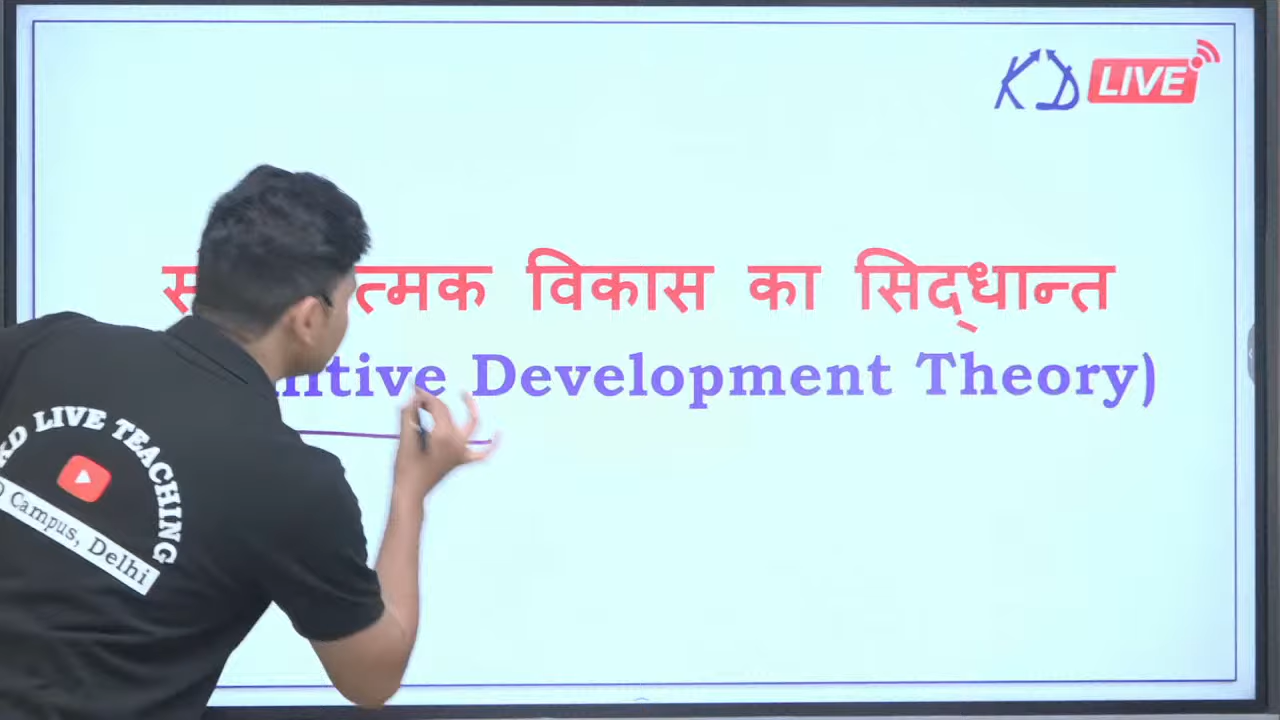 KD LIVE
विकास का सिद्धान्त
Development Theory)
KD LIVE TEACHING
Campus, Delhi